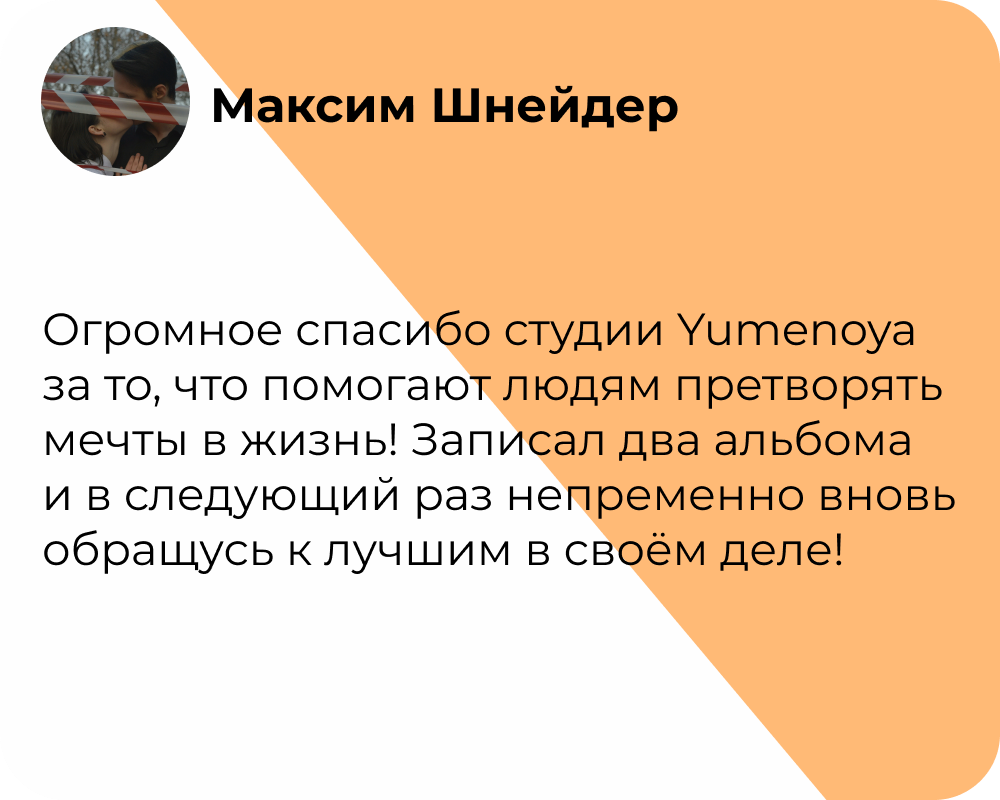 Максим Шнейдер
Огромное спасибо студии Yumenoya
за то, что помогают людям претворять
мечты в жизнь! Записал два альбома
и в следующий раз непременно вновь
обращусь к лучшим в своём деле!